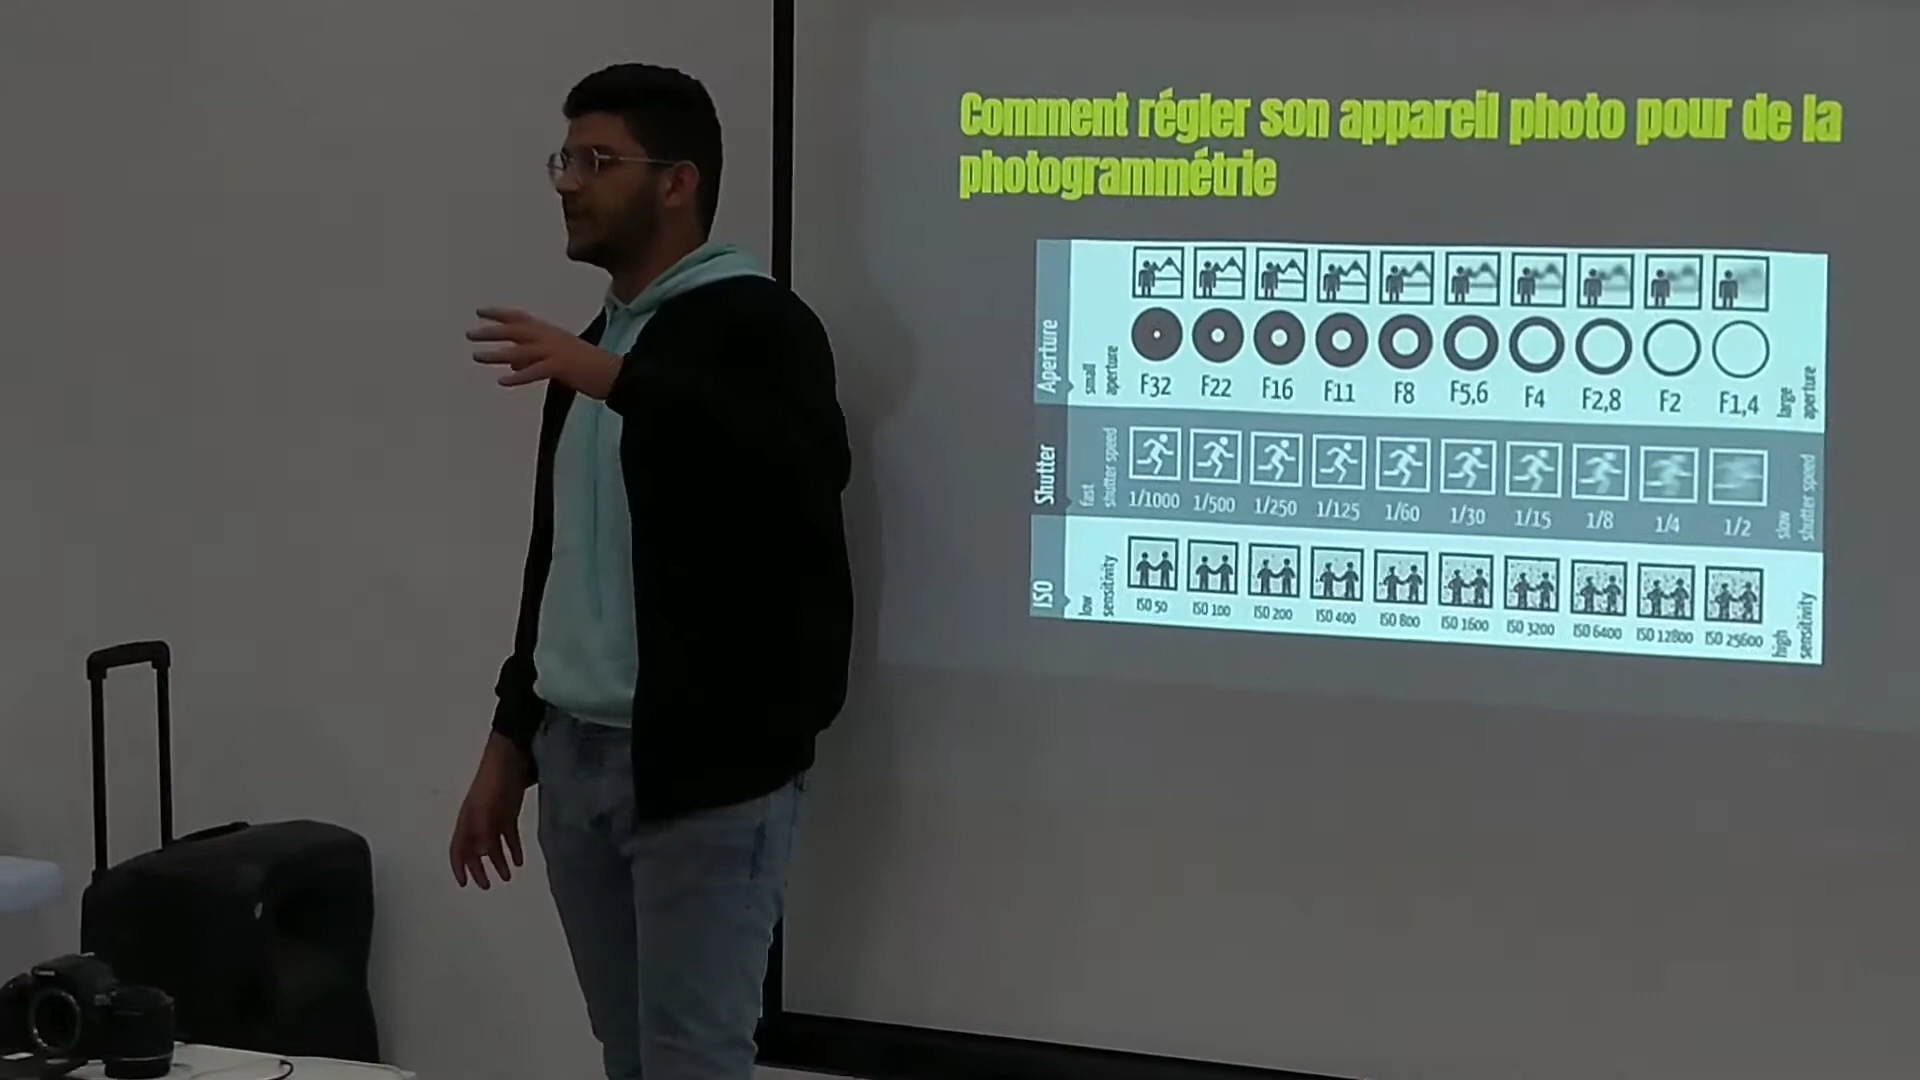 Comment régler son appareil photo pour de la
photogrammétrie
Aperture
small
aperture
F32 F22 F16 F11 F8 F5,6 F4 F2,8 F2 F1,4
large
aperture
Shutter
fast
shutter speed
1/1000 1/500 1/250 1/125 1/60 1/30 1/15 1/8 1/4 1/2
slow
shutter speed
ISO
low
sensitivity
ISO 50 ISO 100 ISO 200 ISO 400 ISO 800 ISO 1600 ISO 3200 ISO 6400 ISO 12800 ISO 25600
high
sensitivity